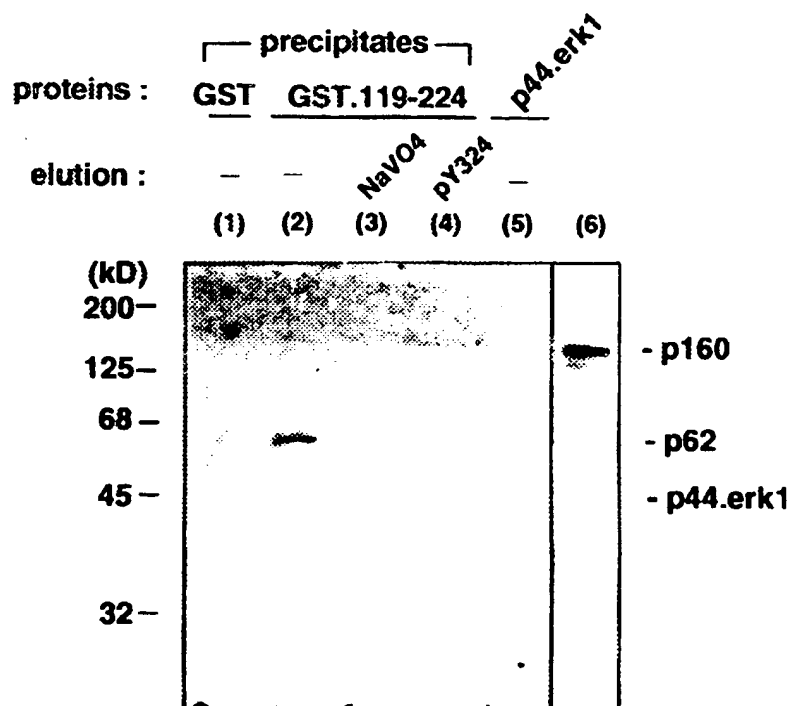 precipitates
proteins : GST GST.119-224 p44.erk1
elution : – – NaVO4 pY324 –
(1) (2) (3) (4) (5) (6)
(kD)
200–
125–
- p160
68–
- p62
45–
- p44.erk1
32–